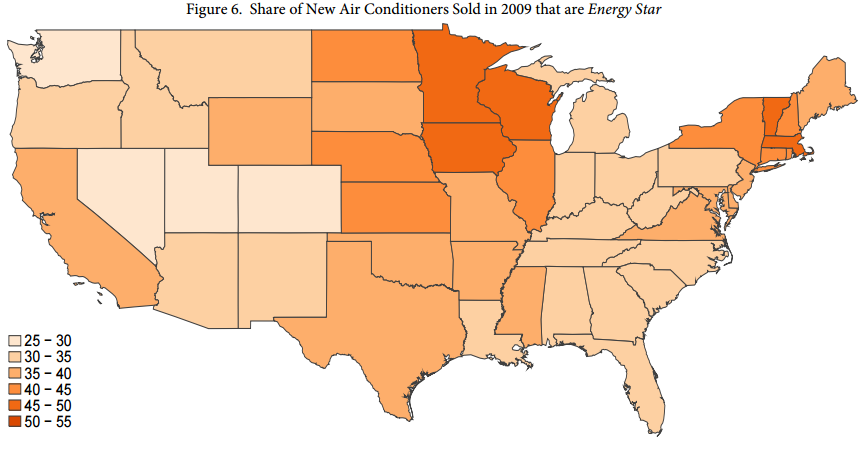 Figure 6. Share of New Air Conditioners Sold in 2009 that are Energy Star
25 – 30
30 – 35
35 – 40
40 – 45
45 – 50
50 – 55